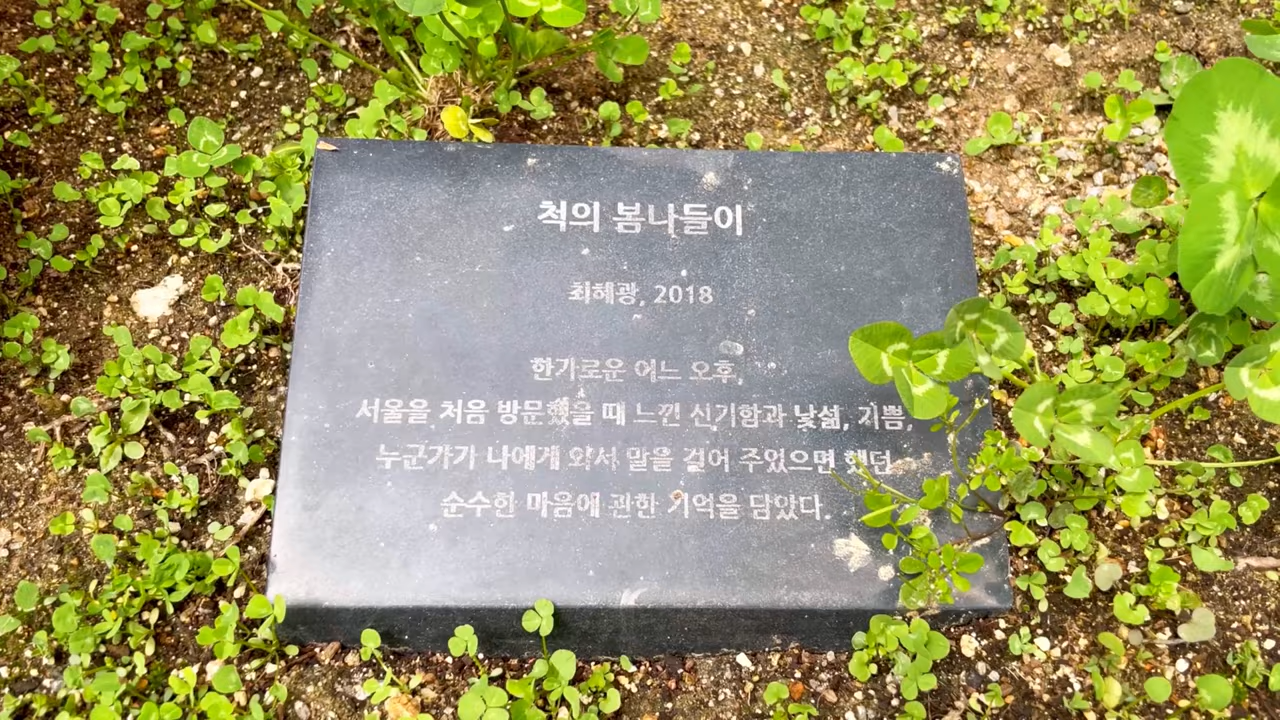 척의 봄나들이
최혜광, 2018
한가로운 어느 오후,
서울을 처음 방문했을 때 느낀 신기함과 낯섦, 기쁨,
누군가가 나에게 와서 말을 걸어 주었으면 했던
순수한 마음에 관한 기억을 담았다.